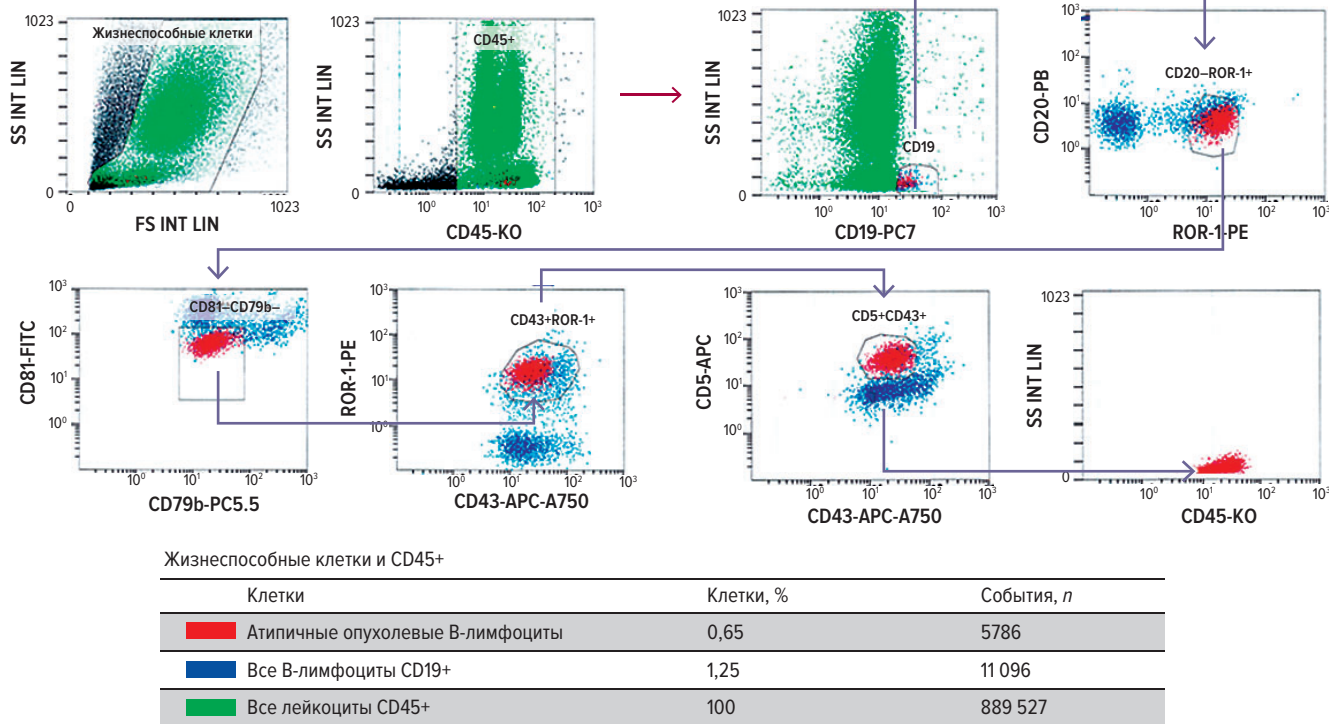 1023
Жизнеспособные клетки
SS INT LIN
0
0
1023
FS INT LIN
1023
CD45+
SS INT LIN
0
10⁰ 10¹ 10² 10³
CD45-KO
1023
SS INT LIN
CD19
0
10⁰ 10¹ 10² 10³
CD19-PC7
10³
10²
10¹
10⁰
CD20–ROR-1+
CD20-PB
10⁰ 10¹ 10² 10³
ROR-1-PE
10³
10²
10¹
10⁰
CD81–CD79b–
CD81-FITC
10⁰ 10¹ 10² 10³
CD79b-PC5.5
10³
10²
10¹
10⁰
CD43+ROR-1+
ROR-1-PE
10⁰ 10¹ 10² 10³
CD43-APC-A750
10³
10²
10¹
10⁰
CD5+CD43+
CD5-APC
10⁰ 10¹ 10² 10³
CD43-APC-A750
1023
SS INT LIN
0
10⁰ 10¹ 10² 10³
CD45-KO
Жизнеспособные клетки и CD45+
Клетки Клетки, % События, n
Атипичные опухолевые В-лимфоциты 0,65 5786
Все В-лимфоциты CD19+ 1,25 11 096
Все лейкоциты CD45+ 100 889 527